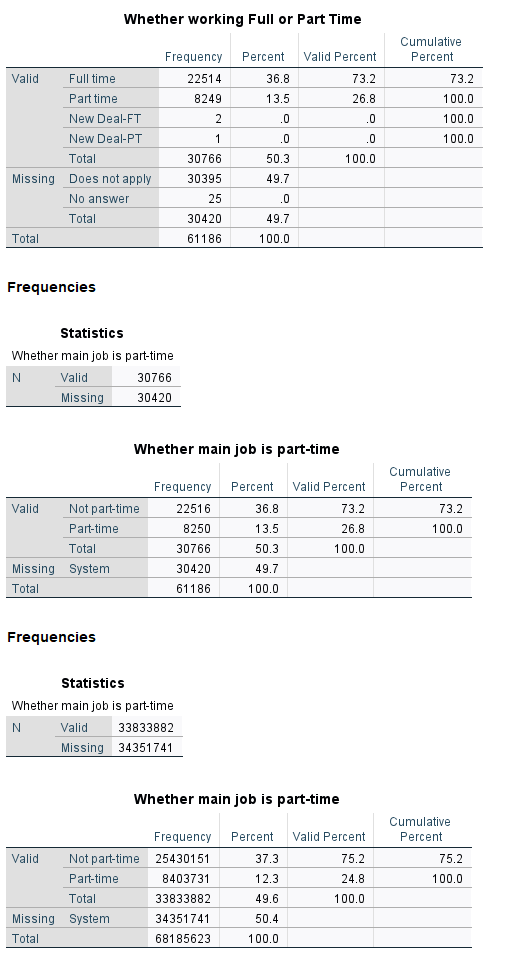 Whether working Full or Part Time
Frequency Percent Valid Percent Cumulative Percent
Valid Full time 22514 36.8 73.2 73.2
Part time 8249 13.5 26.8 100.0
New Deal-FT 2 .0 .0 100.0
New Deal-PT 1 .0 .0 100.0
Total 30766 50.3 100.0
Missing Does not apply 30395 49.7
No answer 25 .0
Total 30420 49.7
Total 61186 100.0
Frequencies
Statistics
Whether main job is part-time
N Valid 30766
Missing 30420
Whether main job is part-time
Frequency Percent Valid Percent Cumulative Percent
Valid Not part-time 22516 36.8 73.2 73.2
Part-time 8250 13.5 26.8 100.0
Total 30766 50.3 100.0
Missing System 30420 49.7
Total 61186 100.0
Frequencies
Statistics
Whether main job is part-time
N Valid 33833882
Missing 34351741
Whether main job is part-time
Frequency Percent Valid Percent Cumulative Percent
Valid Not part-time 25430151 37.3 75.2 75.2
Part-time 8403731 12.3 24.8 100.0
Total 33833882 49.6 100.0
Missing System 34351741 50.4
Total 68185623 100.0